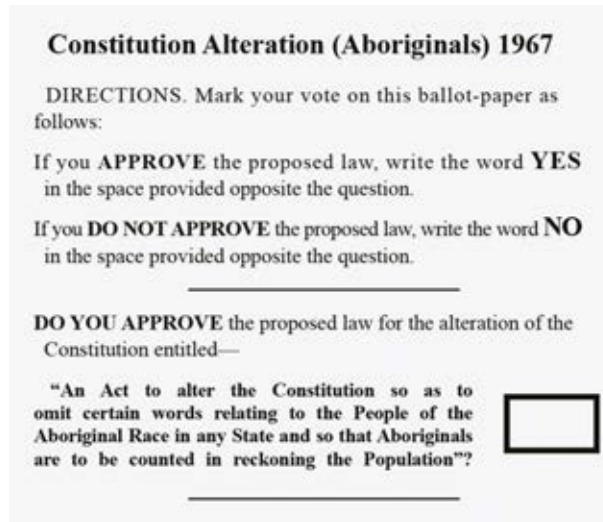 Constitution Alteration (Aboriginals) 1967
DIRECTIONS. Mark your vote on this ballot-paper as
follows:
If you APPROVE the proposed law, write the word YES
in the space provided opposite the question.
If you DO NOT APPROVE the proposed law, write the word NO
in the space provided opposite the question.
DO YOU APPROVE the proposed law for the alteration of the
Constitution entitled—
“An Act to alter the Constitution so as to
omit certain words relating to the People of the
Aboriginal Race in any State and so that Aboriginals
are to be counted in reckoning the Population”?